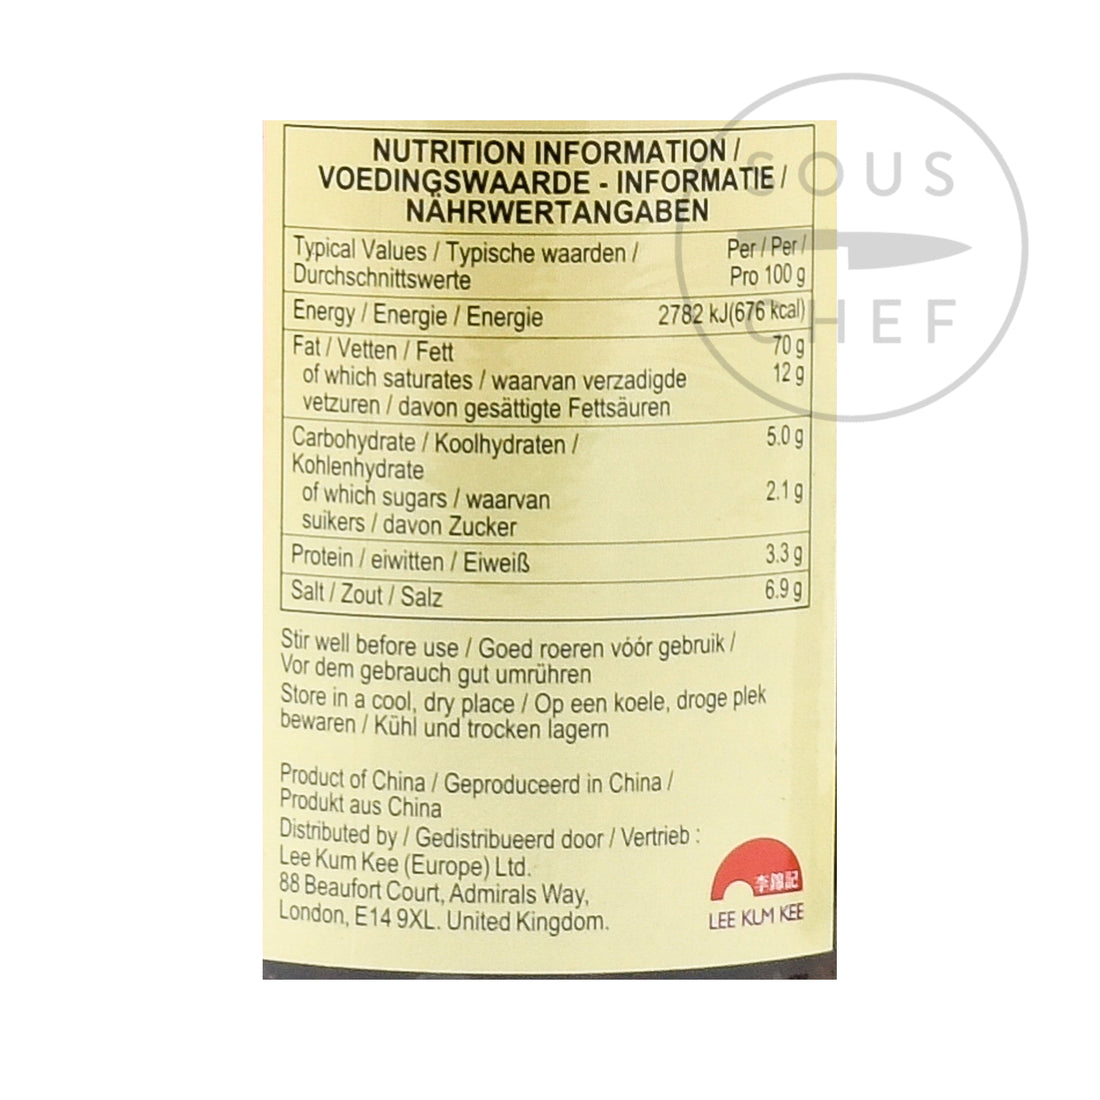 SOUS
CHEF
NUTRITION INFORMATION /
VOEDINGSWAARDE - INFORMATIE /
NÄHRWERTANGABEN
Typical Values / Typische waarden / Per / Per /
Durchschnittswerte Pro 100 g
Energy / Energie / Energie 2782 kJ(676 kcal)
Fat / Vetten / Fett 70 g
of which saturates / waarvan verzadigde 12 g
vetzuren / davon gesättigte Fettsäuren
Carbohydrate / Koolhydraten / 5.0 g
Kohlenhydrate
of which sugars / waarvan 2.1 g
suikers / davon Zucker
Protein / eiwitten / Eiweiß 3.3 g
Salt / Zout / Salz 6.9 g
Stir well before use / Goed roeren vóór gebruik /
Vor dem gebrauch gut umrühren
Store in a cool, dry place / Op een koele, droge plek
bewaren / Kühl und trocken lagern
Product of China / Geproduceerd in China /
Produkt aus China
Distributed by / Gedistribueerd door / Vertrieb :
Lee Kum Kee (Europe) Ltd.
88 Beaufort Court, Admirals Way,
London, E14 9XL. United Kingdom.
李錦記
LEE KUM KEE